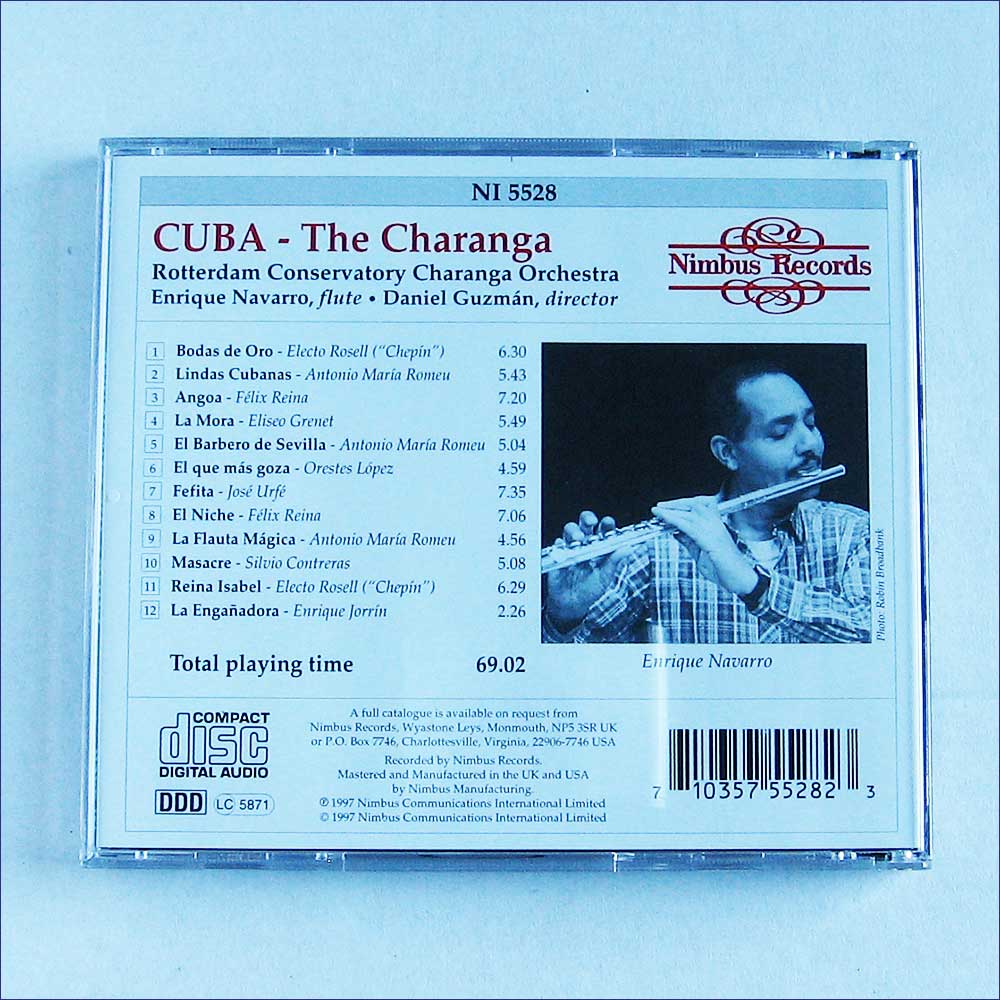 NI 5528
CUBA - The Charanga
Rotterdam Conservatory Charanga Orchestra
Enrique Navarro, flute • Daniel Guzmán, director
Nimbus Records
1 Bodas de Oro - Electo Rosell ("Chepín") 6.30
2 Lindas Cubanas - Antonio María Romeu 5.43
3 Angoa - Félix Reina 7.20
4 La Mora - Eliseo Grenet 5.49
5 El Barbero de Sevilla - Antonio María Romeu 5.04
6 El que más goza - Orestes López 4.59
7 Fefita - José Urfé 7.35
8 El Niche - Félix Reina 7.06
9 La Flauta Mágica - Antonio María Romeu 4.56
10 Masacre - Silvio Contreras 5.08
11 Reina Isabel - Electo Rosell ("Chepín") 6.29
12 La Engañadora - Enrique Jorrín 2.26
Total playing time 69.02
Photo: Robin Broadbank
Enrique Navarro
COMPACT
disc
DIGITAL AUDIO
DDD LC 5871
A full catalogue is available on request from
Nimbus Records, Wyastone Leys, Monmouth, NP5 3SR UK
or P.O. Box 7746, Charlottesville, Virginia, 22906-7746 USA
Recorded by Nimbus Records.
Mastered and Manufactured in the UK and USA
by Nimbus Manufacturing.
℗ 1997 Nimbus Communications International Limited
© 1997 Nimbus Communications International Limited
7 10357 55282 3